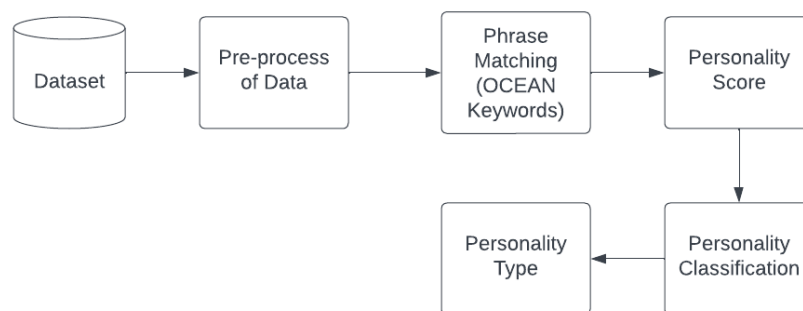 Dataset
Pre-process
of Data
Phrase
Matching
(OCEAN
Keywords)
Personality
Score
Personality
Classification
Personality
Type